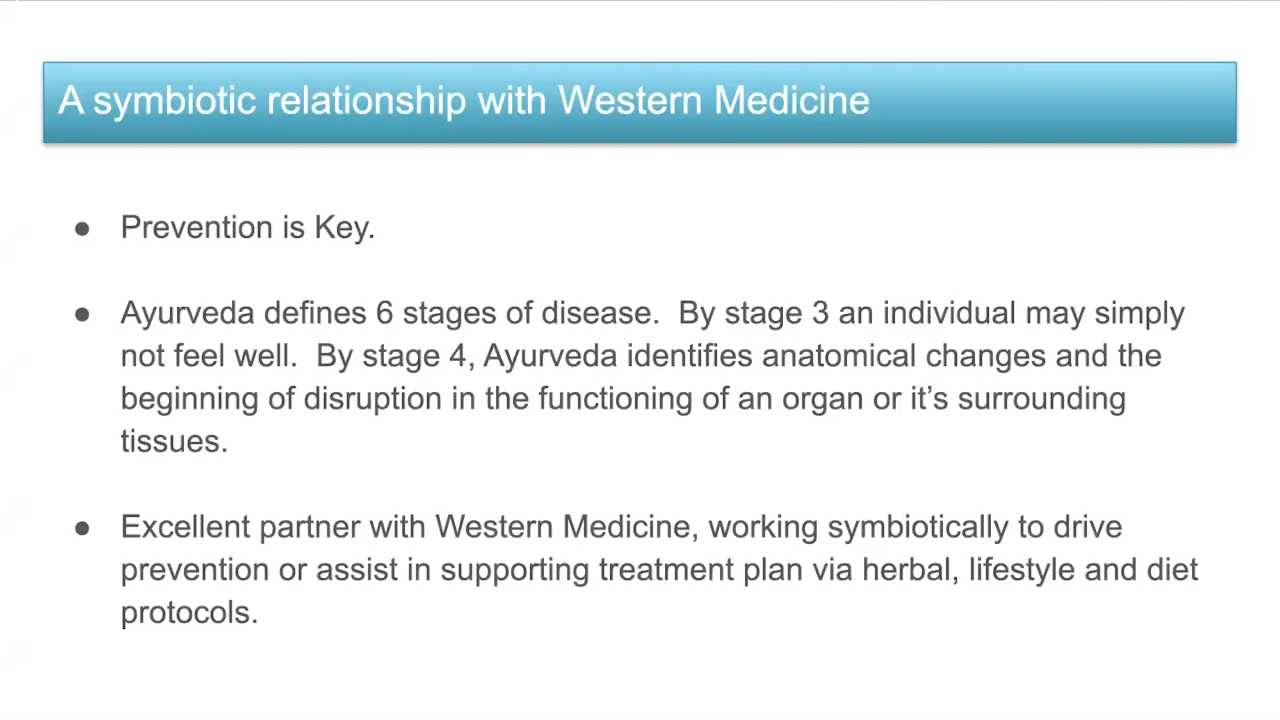 A symbiotic relationship with Western Medicine
● Prevention is Key.
● Ayurveda defines 6 stages of disease.  By stage 3 an individual may simply
not feel well.  By stage 4, Ayurveda identifies anatomical changes and the
beginning of disruption in the functioning of an organ or it’s surrounding
tissues.
● Excellent partner with Western Medicine, working symbiotically to drive
prevention or assist in supporting treatment plan via herbal, lifestyle and diet
protocols.